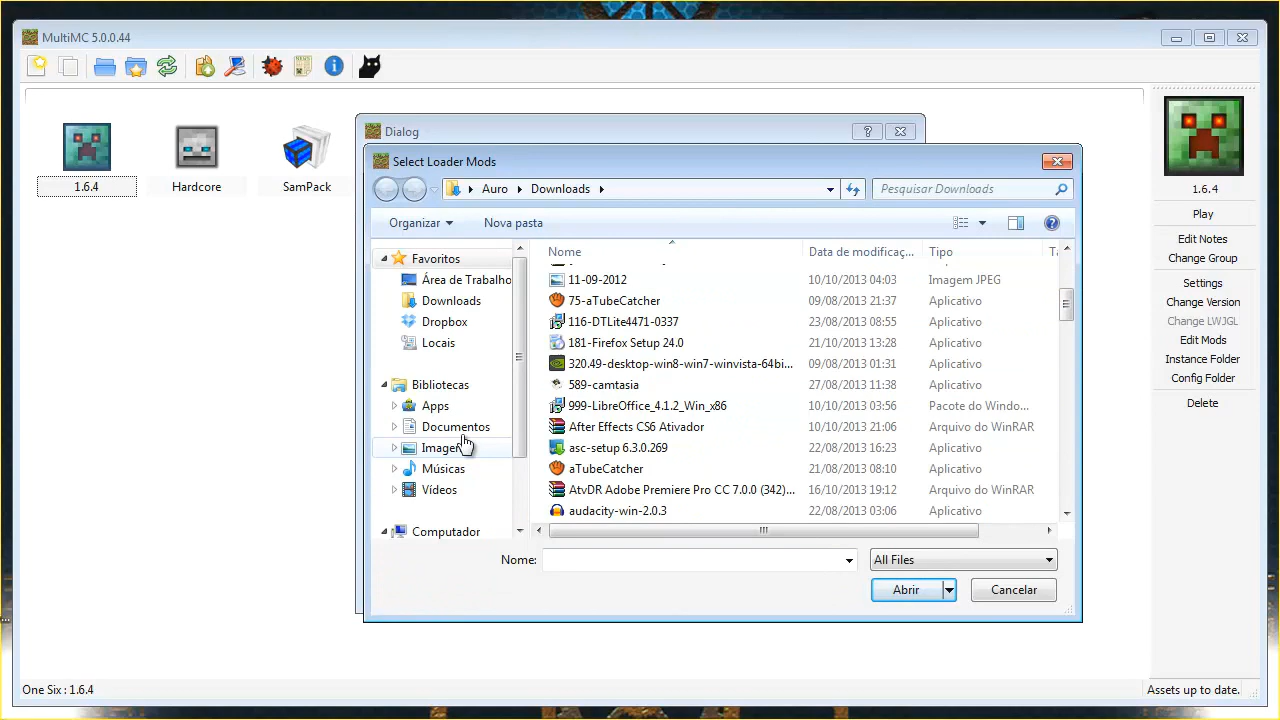 MultiMC 5.0.0.44
1.6.4
Hardcore
SamPack
1.6.4
Play
Edit Notes
Change Group
Settings
Change Version
Change LWJGL
Edit Mods
Instance Folder
Config Folder
Delete
Dialog
Select Loader Mods
Auro Downloads
Pesquisar Downloads
Organizar Nova pasta
Favoritos
Área de Trabalho
Downloads
Dropbox
Locais
Bibliotecas
Apps
Documentos
Músicas
Vídeos
Computador
Nome Data de modificaç... Tipo
11-09-2012 10/10/2013 04:03 Imagem JPEG
75-aTubeCatcher 09/08/2013 21:37 Aplicativo
116-DTLite4471-0337 23/08/2013 08:55 Aplicativo
181-Firefox Setup 24.0 21/10/2013 13:28 Aplicativo
320.49-desktop-win8-win7-winvista-64bi... 09/08/2013 01:31 Aplicativo
589-camtasia 27/08/2013 11:38 Aplicativo
999-LibreOffice_4.1.2_Win_x86 10/10/2013 03:56 Pacote do Windo...
After Effects CS6 Ativador 10/10/2013 21:06 Arquivo do WinRAR
asc-setup 6.3.0.269 22/08/2013 16:23 Aplicativo
aTubeCatcher 21/08/2013 08:10 Aplicativo
AtvDR Adobe Premiere Pro CC 7.0.0 (342)... 16/10/2013 19:12 Arquivo do WinRAR
audacity-win-2.0.3 22/08/2013 03:06 Aplicativo
Nome:
All Files
Abrir Cancelar
One Six : 1.6.4
Assets up to date.